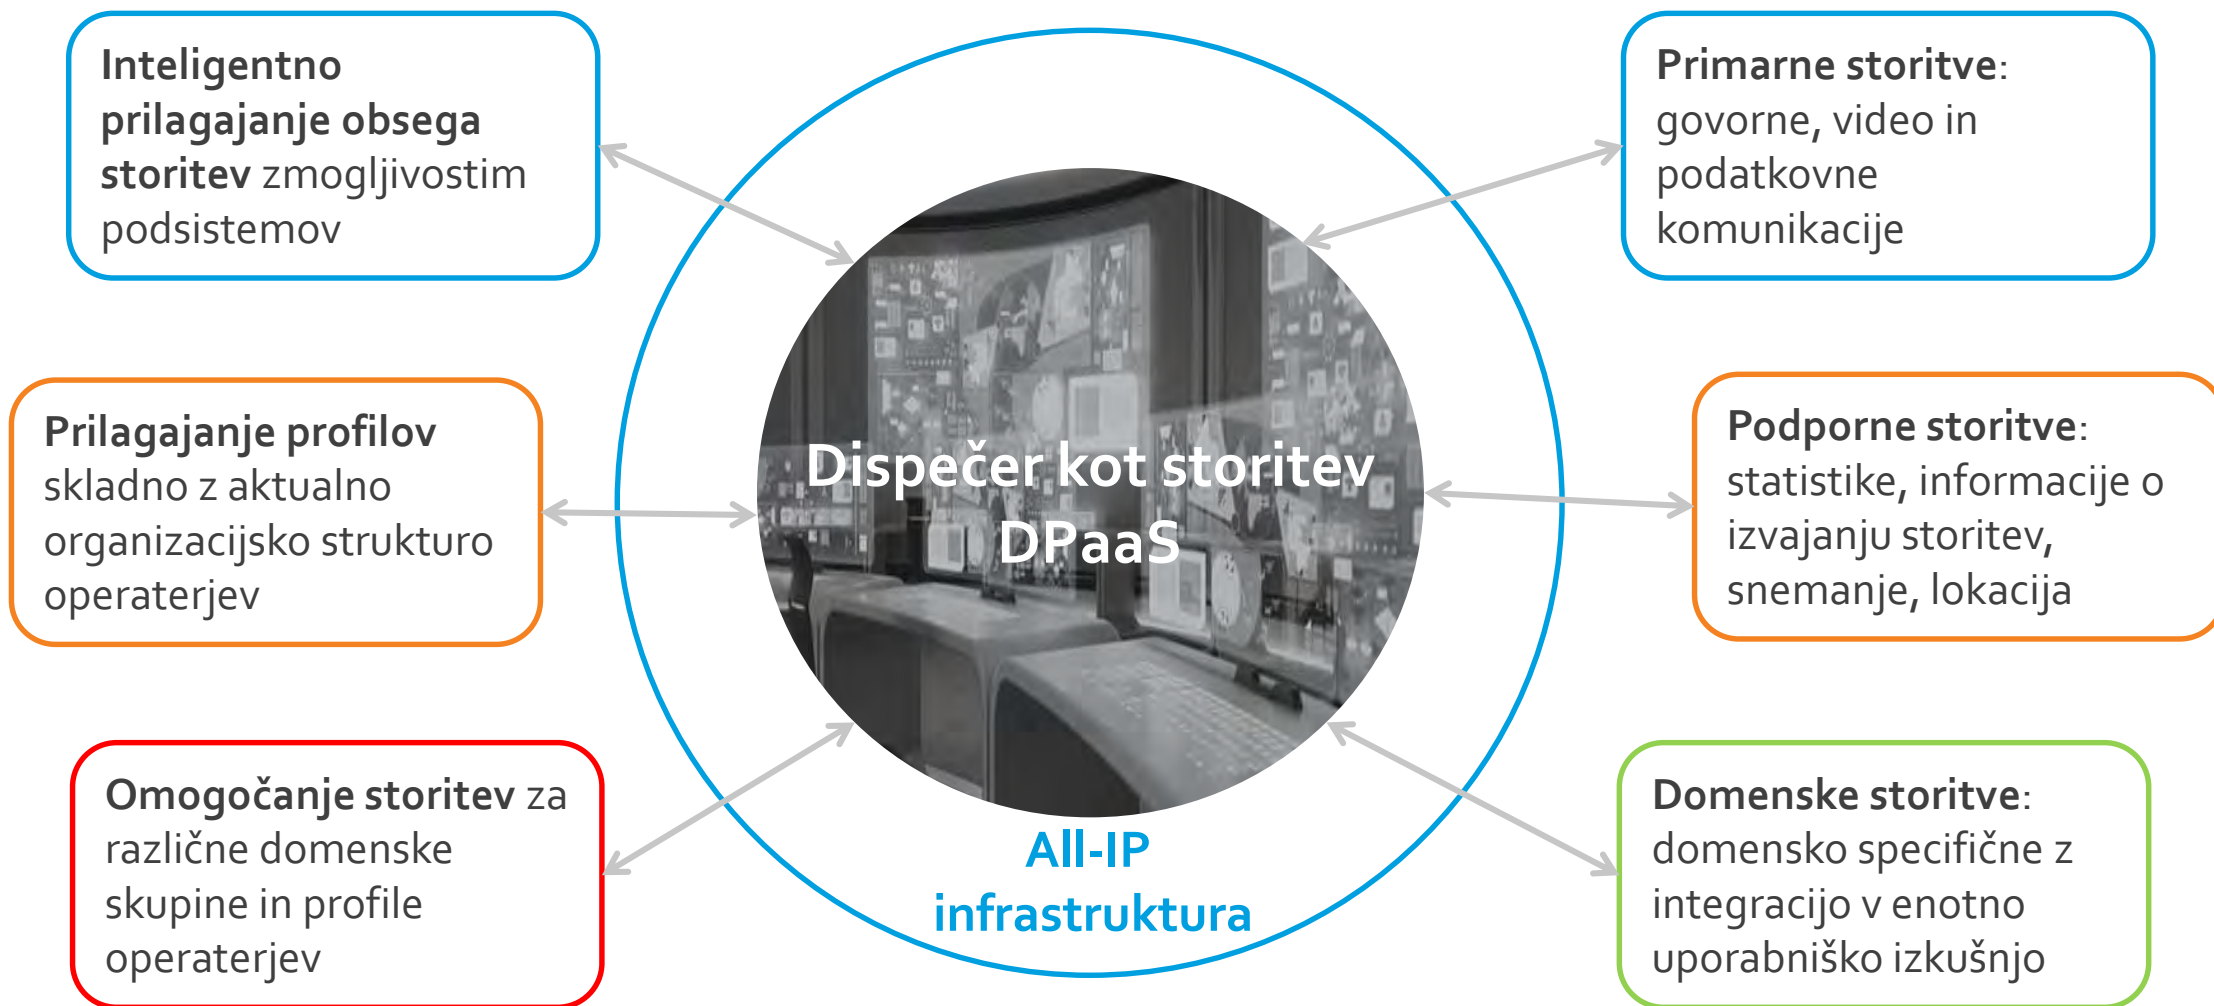 Inteligentno
prilagajanje obsega
storitev zmogljivostim
podsistemov
Primarne storitve:
govorne, video in
podatkovne
komunikacije
Prilagajanje profilov
skladno z aktualno
organizacijsko strukturo
operaterjev
Dispečer kot storitev
DPaaS
Podporne storitve:
statistike, informacije o
izvajanju storitev,
snemanje, lokacija
Omogočanje storitev za
različne domenske
skupine in profile
operaterjev
All-IP
infrastruktura
Domenske storitve:
domensko specifične z
integracijo v enotno
uporabniško izkušnjo